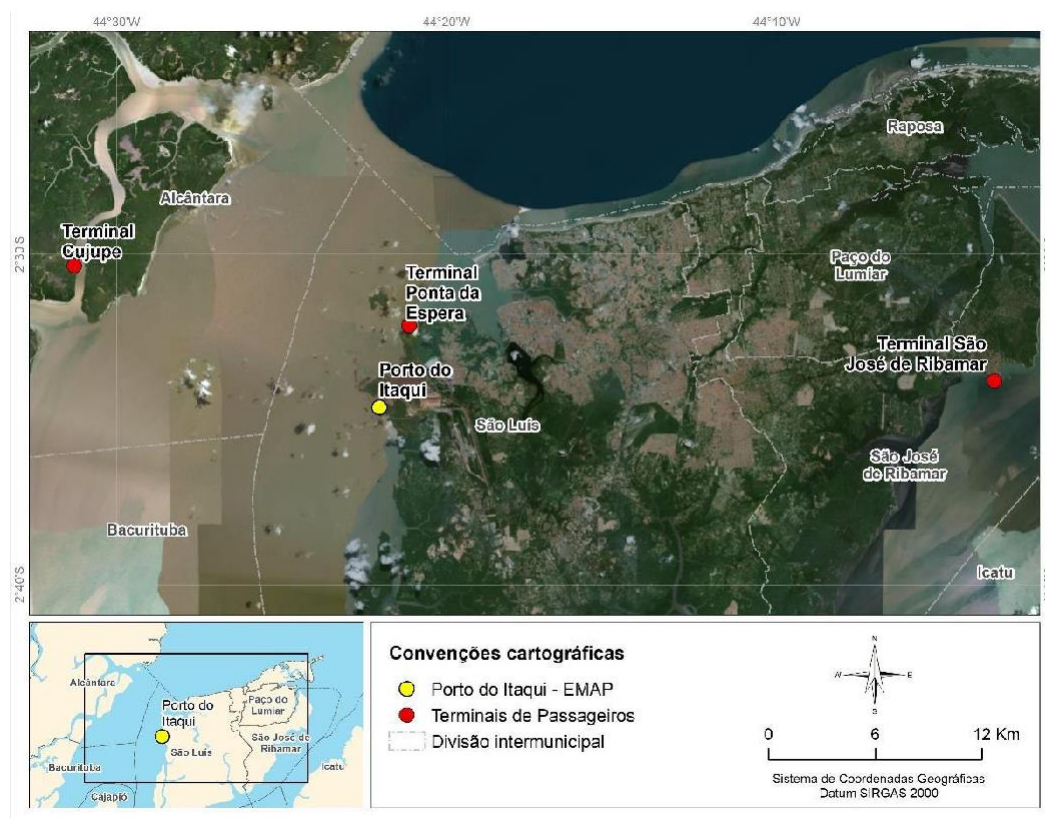 44°30'W
44°20'W
44°10'W
Raposa
Alcântara
Terminal
Cujupe
2°30'S
Terminal
Ponta da
Espera
Paço do
Lumiar
Terminal São
José de Ribamar
Porto do
Itaqui
São Luís
São José
de Ribamar
Bacurituba
Icatu
2°40'S
Alcântara
Porto do
Itaqui
Paço do
Lumiar
São Luís
São José de
Ribamar
Bacurituba
Icatu
Cajapió
Convenções cartográficas
Porto do Itaqui - EMAP
Terminais de Passageiros
Divisão intermunicipal
N
W
E
S
0
6
12 Km
Sistema de Coordenadas Geográficas
Datum SIRGAS 2000